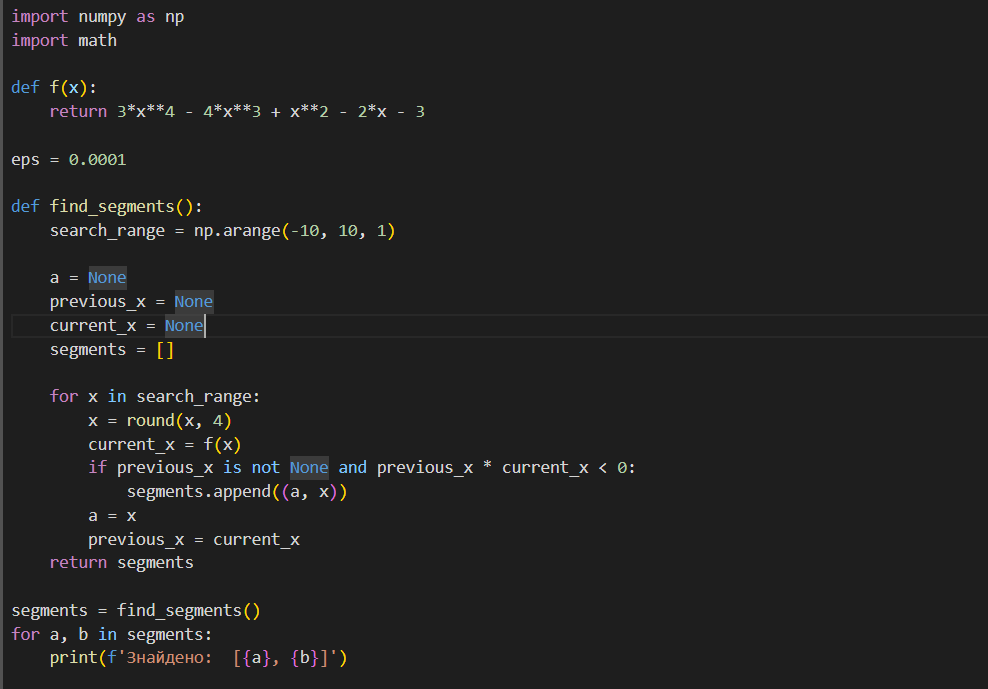 import numpy as np
import math
def f(x):
    return 3*x**4 - 4*x**3 + x**2 - 2*x - 3
eps = 0.0001
def find_segments():
    search_range = np.arange(-10, 10, 1)
    a = None
    previous_x = None
    current_x = None
    segments = []
    for x in search_range:
        x = round(x, 4)
        current_x = f(x)
        if previous_x is not None and previous_x * current_x < 0:
            segments.append((a, x))
        a = x
        previous_x = current_x
    return segments
segments = find_segments()
for a, b in segments:
    print(f'Знайдено:  [{a}, {b}]')